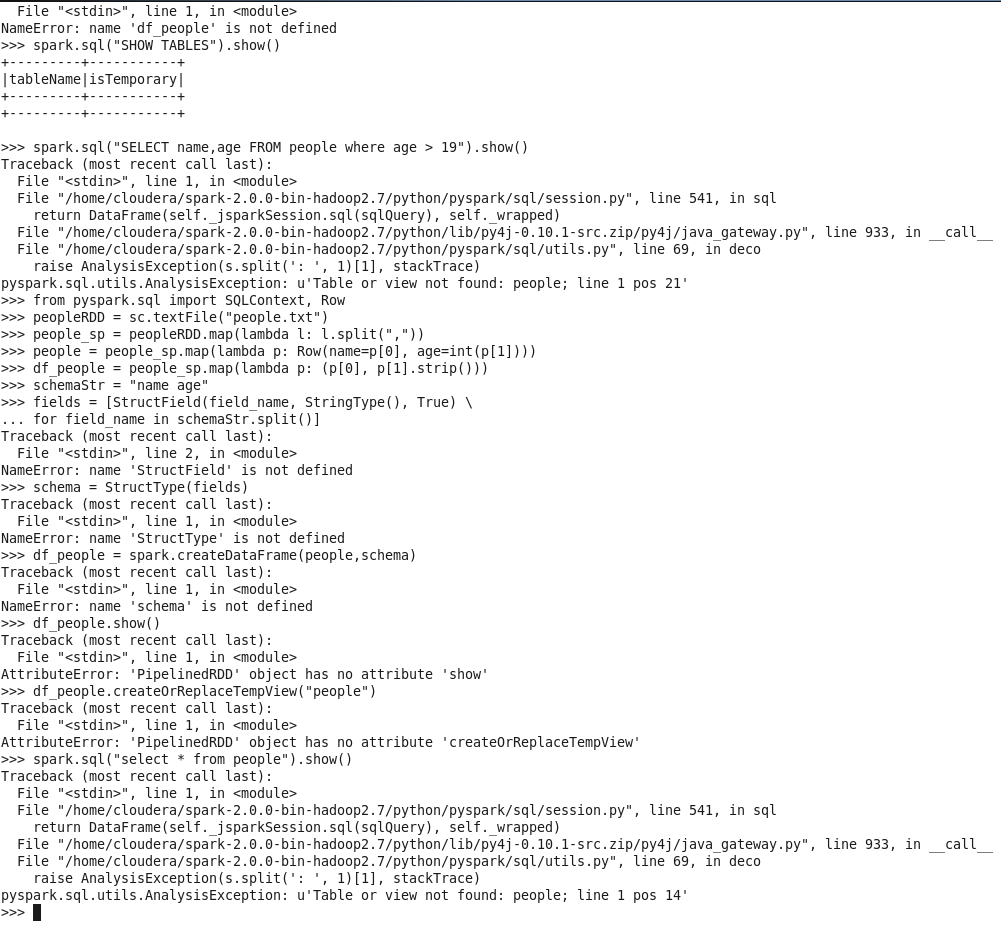 File "<stdin>", line 1, in <module>
NameError: name 'df_people' is not defined
>>> spark.sql("SHOW TABLES").show()
+---------+-----------+
|tableName|isTemporary|
+---------+-----------+
+---------+-----------+

>>> spark.sql("SELECT name,age FROM people where age > 19").show()
Traceback (most recent call last):
  File "<stdin>", line 1, in <module>
  File "/home/cloudera/spark-2.0.0-bin-hadoop2.7/python/pyspark/sql/session.py", line 541, in sql
    return DataFrame(self._jsparkSession.sql(sqlQuery), self._wrapped)
  File "/home/cloudera/spark-2.0.0-bin-hadoop2.7/python/lib/py4j-0.10.1-src.zip/py4j/java_gateway.py", line 933, in __call__
  File "/home/cloudera/spark-2.0.0-bin-hadoop2.7/python/pyspark/sql/utils.py", line 69, in deco
    raise AnalysisException(s.split(': ', 1)[1], stackTrace)
pyspark.sql.utils.AnalysisException: u'Table or view not found: people; line 1 pos 21'
>>> from pyspark.sql import SQLContext, Row
>>> peopleRDD = sc.textFile("people.txt")
>>> people_sp = peopleRDD.map(lambda l: l.split(","))
>>> people = people_sp.map(lambda p: Row(name=p[0], age=int(p[1])))
>>> df_people = people_sp.map(lambda p: (p[0], p[1].strip()))
>>> schemaStr = "name age"
>>> fields = [StructField(field_name, StringType(), True) \
... for field_name in schemaStr.split()]
Traceback (most recent call last):
  File "<stdin>", line 2, in <module>
NameError: name 'StructField' is not defined
>>> schema = StructType(fields)
Traceback (most recent call last):
  File "<stdin>", line 1, in <module>
NameError: name 'StructType' is not defined
>>> df_people = spark.createDataFrame(people,schema)
Traceback (most recent call last):
  File "<stdin>", line 1, in <module>
NameError: name 'schema' is not defined
>>> df_people.show()
Traceback (most recent call last):
  File "<stdin>", line 1, in <module>
AttributeError: 'PipelinedRDD' object has no attribute 'show'
>>> df_people.createOrReplaceTempView("people")
Traceback (most recent call last):
  File "<stdin>", line 1, in <module>
AttributeError: 'PipelinedRDD' object has no attribute 'createOrReplaceTempView'
>>> spark.sql("select * from people").show()
Traceback (most recent call last):
  File "<stdin>", line 1, in <module>
  File "/home/cloudera/spark-2.0.0-bin-hadoop2.7/python/pyspark/sql/session.py", line 541, in sql
    return DataFrame(self._jsparkSession.sql(sqlQuery), self._wrapped)
  File "/home/cloudera/spark-2.0.0-bin-hadoop2.7/python/lib/py4j-0.10.1-src.zip/py4j/java_gateway.py", line 933, in __call__
  File "/home/cloudera/spark-2.0.0-bin-hadoop2.7/python/pyspark/sql/utils.py", line 69, in deco
    raise AnalysisException(s.split(': ', 1)[1], stackTrace)
pyspark.sql.utils.AnalysisException: u'Table or view not found: people; line 1 pos 14'
>>>